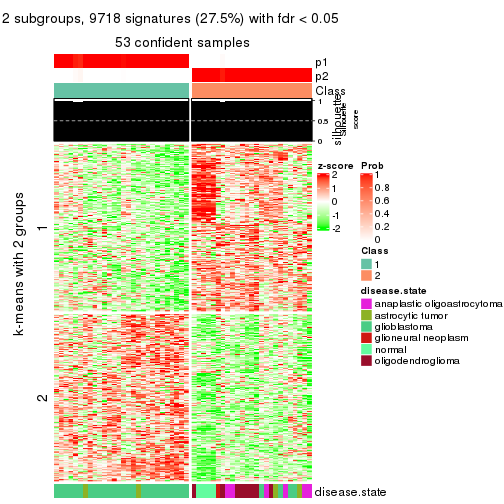 2 subgroups, 9718 signatures (27.5%) with fdr < 0.05
53 confident samples
p1
p2
Class
1
0.5
0
silhouette
score
k-means with 2 groups
1
2
z-score
2
1
0
-1
-2
Prob
1
0.8
0.6
0.4
0.2
0
Class
1
2
disease.state
anaplastic oligoastrocytoma
astrocytic tumor
glioblastoma
glioneural neoplasm
normal
oligodendroglioma
disease.state